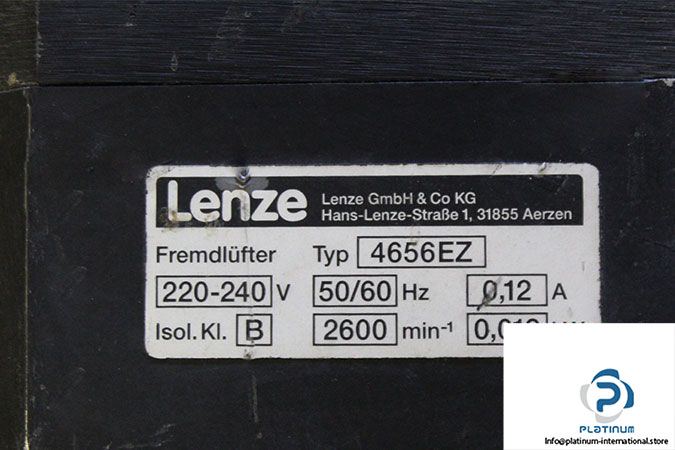 Lenze
Lenze GmbH & Co KG
Hans-Lenze-Straße 1, 31855 Aerzen
Fremdlüfter Typ 4656EZ
220-240 V 50/60 Hz 0,12 A
Isol. Kl. B 2600 min-1
PLATINUM
Info@platinum-international.store